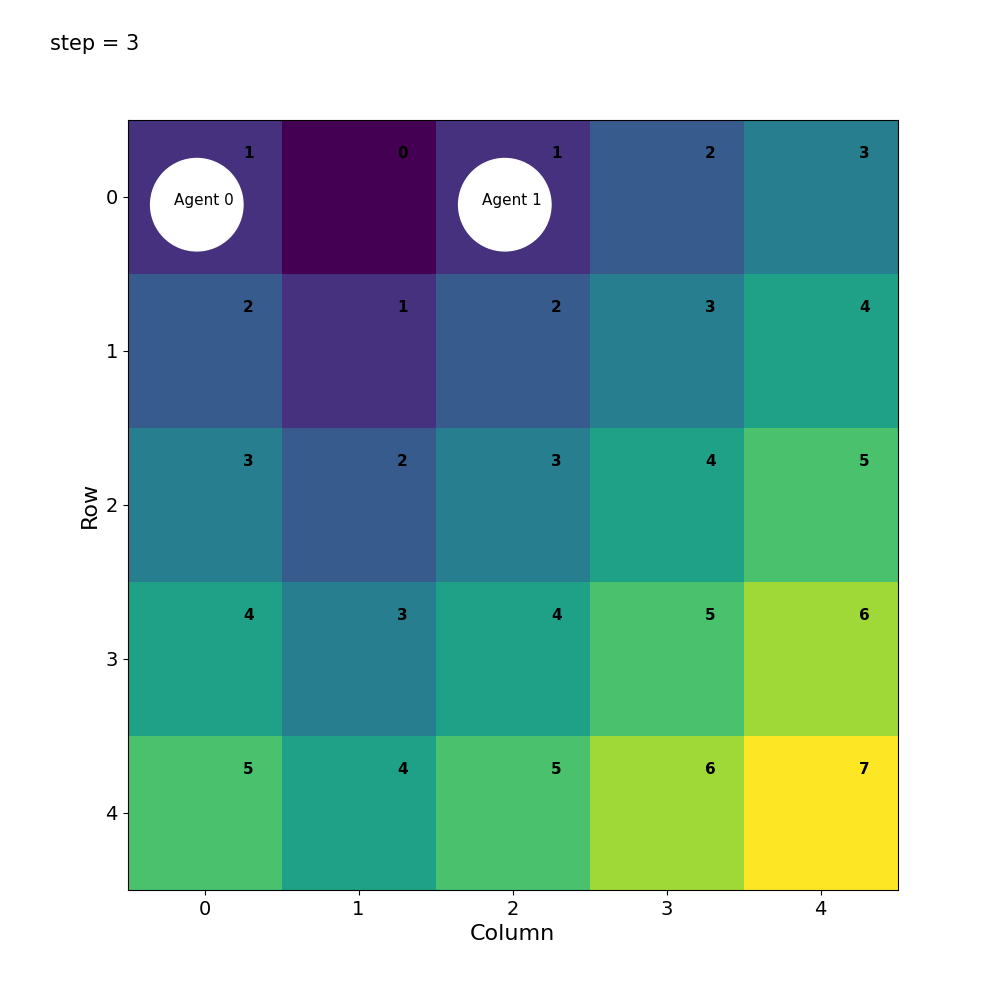 step = 3
1 0 1 2 3
0 Agent 0 Agent 1
2 1 2 3 4
1
3 2 3 4 5
Row
2
4 3 4 5 6
3
5 4 5 6 7
4
0 1 2 3 4
Column